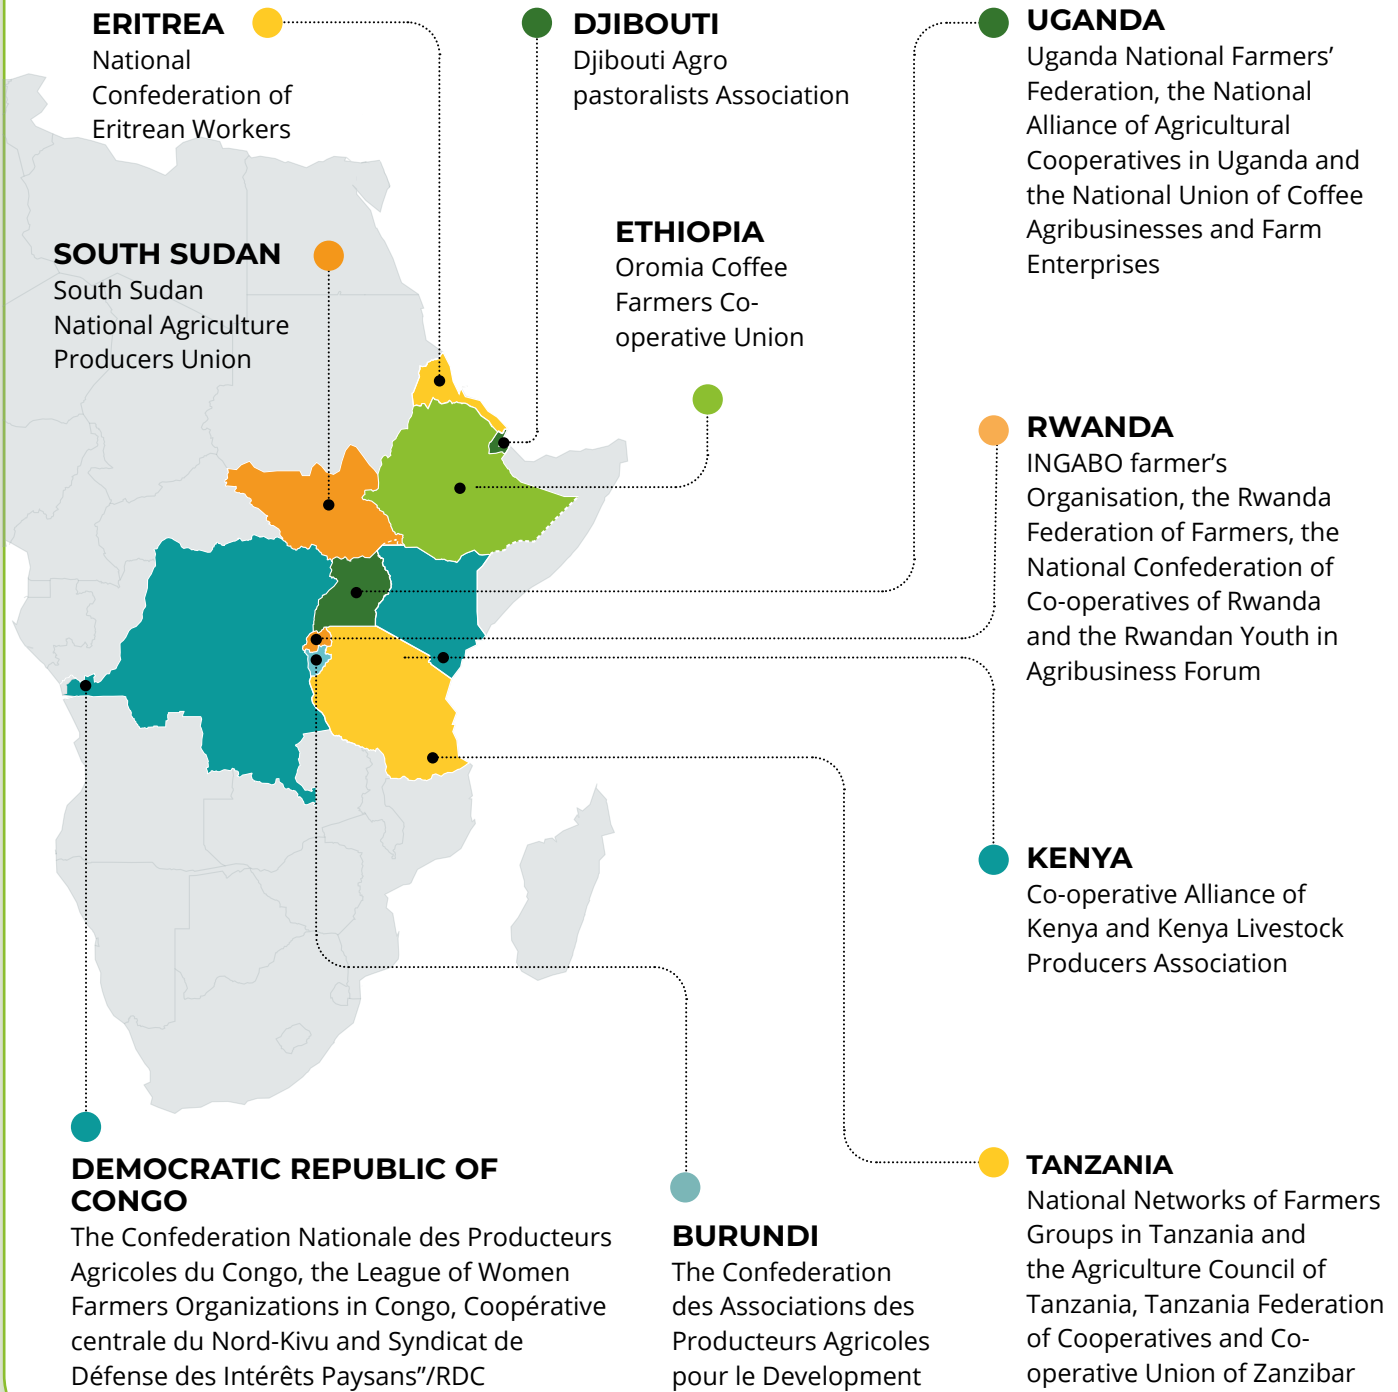 ERITREA
National
Confederation of
Eritrean Workers
DJIBOUTI
Djibouti Agro
pastoralists Association
UGANDA
Uganda National Farmers’
Federation, the National
Alliance of Agricultural
Cooperatives in Uganda and
the National Union of Coffee
Agribusinesses and Farm
Enterprises
SOUTH SUDAN
South Sudan
National Agriculture
Producers Union
ETHIOPIA
Oromia Coffee
Farmers Co-
operative Union
RWANDA
INGABO farmer’s
Organisation, the Rwanda
Federation of Farmers, the
National Confederation of
Co-operatives of Rwanda
and the Rwandan Youth in
Agribusiness Forum
KENYA
Co-operative Alliance of
Kenya and Kenya Livestock
Producers Association
DEMOCRATIC REPUBLIC OF
CONGO
The Confederation Nationale des Producteurs
Agricoles du Congo, the League of Women
Farmers Organizations in Congo, Coopérative
centrale du Nord-Kivu and Syndicat de
Défense des Intérêts Paysans”/RDC
BURUNDI
The Confederation
des Associations des
Producteurs Agricoles
pour le Development
TANZANIA
National Networks of Farmers
Groups in Tanzania and
the Agriculture Council of
Tanzania, Tanzania Federation
of Cooperatives and Co-
operative Union of Zanzibar